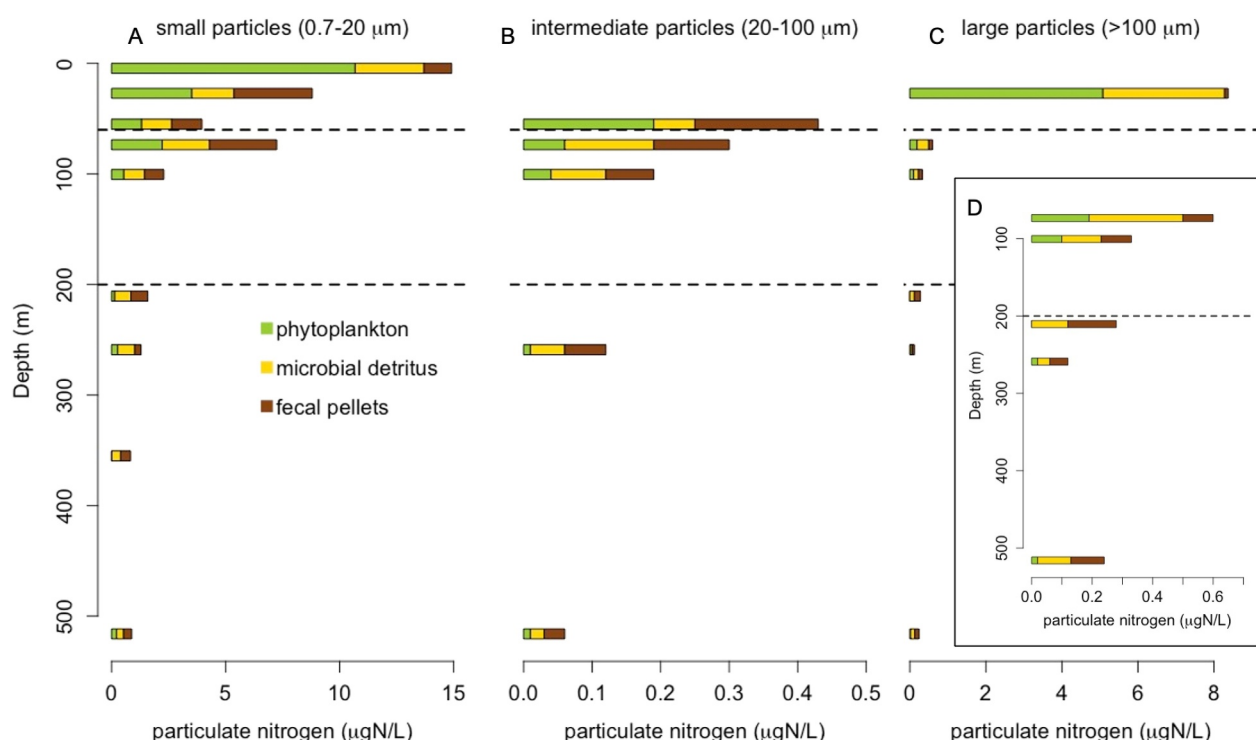 A small particles (0.7-20 μm)
B intermediate particles (20-100 μm)
C large particles (>100 μm)
0
100
200
300
400
500
Depth (m)
phytoplankton
microbial detritus
fecal pellets
0 5 10 15
particulate nitrogen (μgN/L)
0.0 0.1 0.2 0.3 0.4 0.5
particulate nitrogen (μgN/L)
0 2 4 6 8
particulate nitrogen (μgN/L)
D
100
200
300
400
500
Depth (m)
0.0 0.2 0.4 0.6
particulate nitrogen (μgN/L)